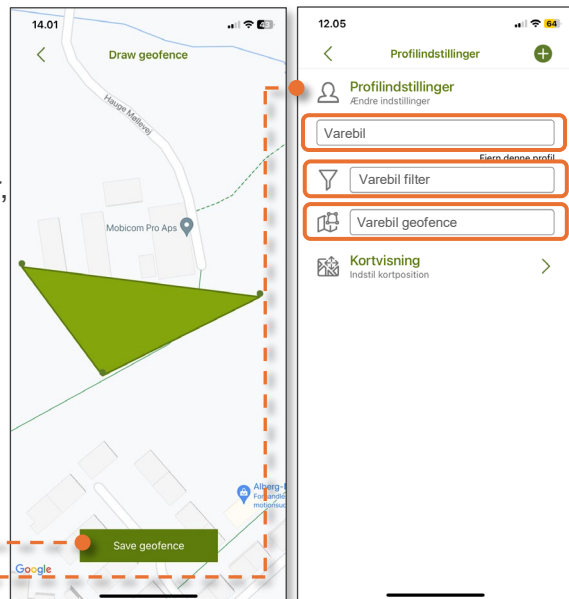 14.01
43
Draw geofence
Hauge Møllevej
Mobicom Pro Aps
Save geofence
Google
12.05
64
Profilindstillinger
Profilindstillinger
Ændre indstillinger
Varebil
Fjern denne profil
Varebil filter
Varebil geofence
Kortvisning
Indstil kortposition